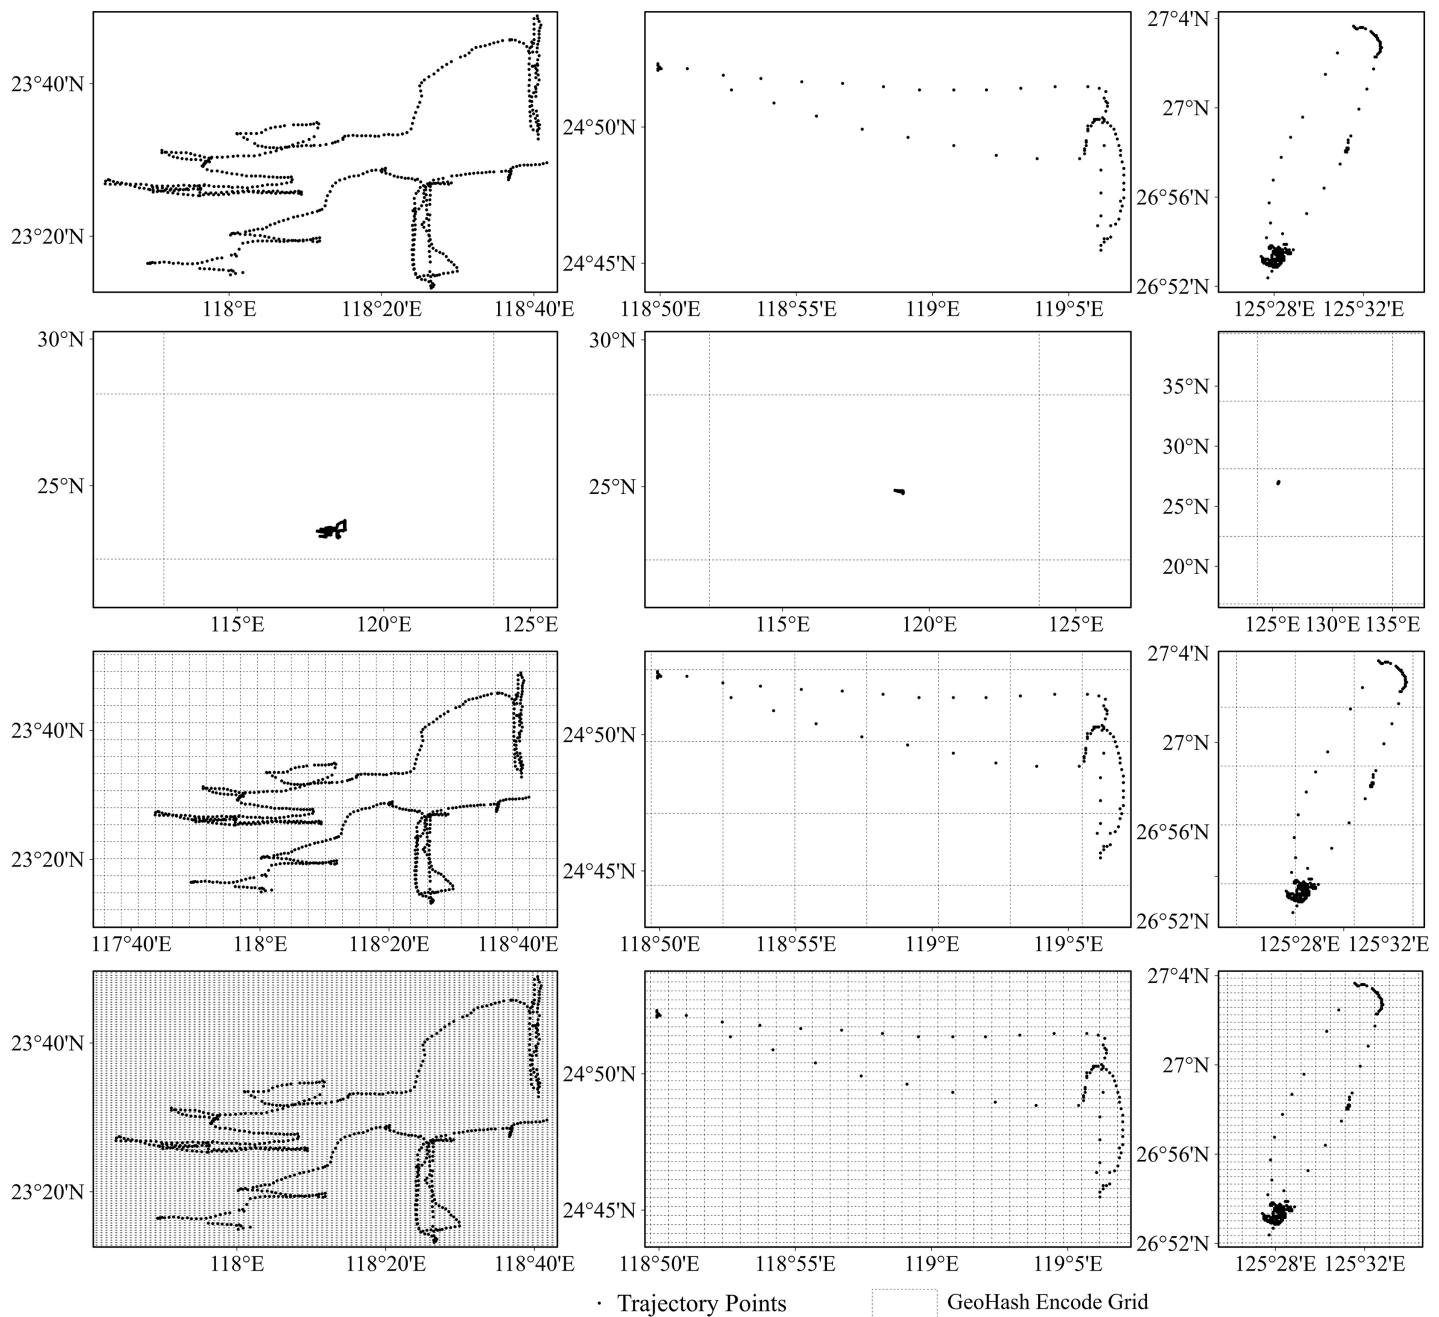 27°4'N
23°40'N
27°N
24°50'N
26°56'N
23°20'N
24°45'N
26°52'N
118°E 118°20'E 118°40'E 118°50'E 118°55'E 119°E 119°5'E 125°28'E 125°32'E
30°N 30°N
35°N
30°N
25°N 25°N
25°N
20°N
115°E 120°E 125°E 115°E 120°E 125°E 125°E 130°E 135°E
27°4'N
23°40'N
24°50'N
27°N
26°56'N
23°20'N
24°45'N
26°52'N
117°40'E 118°E 118°20'E 118°40'E 118°50'E 118°55'E 119°E 119°5'E 125°28'E 125°32'E
27°4'N
23°40'N
27°N
24°50'N
26°56'N
23°20'N
24°45'N
26°52'N
118°E 118°20'E 118°40'E 118°50'E 118°55'E 119°E 119°5'E 125°28'E 125°32'E
Trajectory Points GeoHash Encode Grid